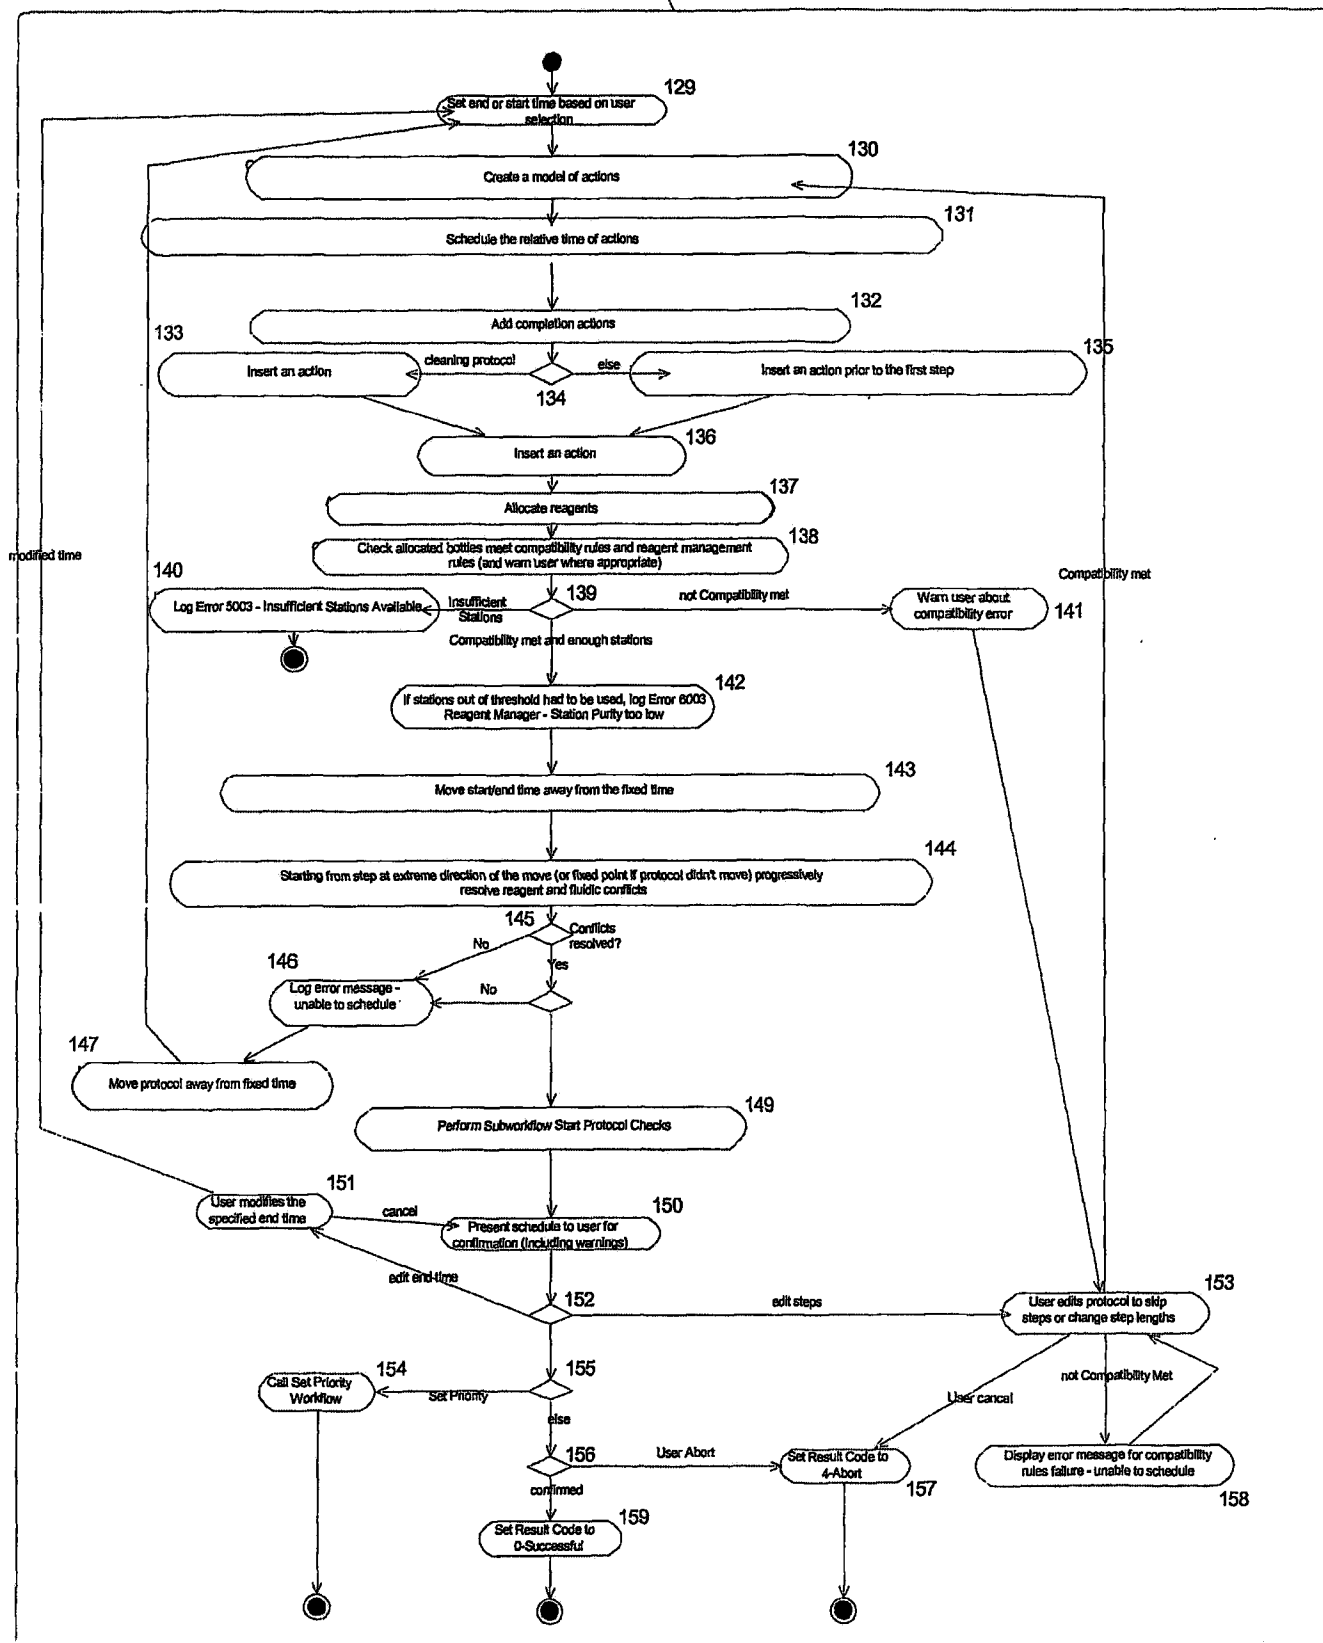 129
Set end or start time based on user
selection
130
Create a model of actions
131
Schedule the relative time of actions
132
Add completion actions
133
Insert an action
cleaning protocol
134
else
135
Insert an action prior to the first step
136
Insert an action
137
Allocate reagents
138
Check allocated bottles meet compatibility rules and reagent management
rules (and warn user where appropriate)
modified time
Compatibility met
140
Log Error 5003 - Insufficient Stations Available
Insufficient
Stations
139
not Compatibility met
Warn user about
compatibility error
141
Compatibility met and enough stations
142
If stations out of threshold had to be used, log Error 6003
Reagent Manager - Station Purity too low
143
Move start/end time away from the fixed time
144
Starting from step at extreme direction of the move (or fixed point if protocol didn't move) progressively
resolve reagent and fluidic conflicts
145
Conflicts
resolved?
No
Yes
146
Log error message -
unable to schedule
No
147
Move protocol away from fixed time
149
Perform Subworkflow Start Protocol Checks
151
User modifies the
specified end time
cancel
150
Present schedule to user for
confirmation (including warnings)
edit end time
152
edit steps
153
User edits protocol to skip
steps or change step lengths
154
Call Set Priority
Workflow
Set Priority
155
else
not Compatibility Met
User cancel
156
User Abort
Set Result Code to
4-Abort
157
Display error message for compatibility
rules failure - unable to schedule
158
confirmed
159
Set Result Code to
0-Successful